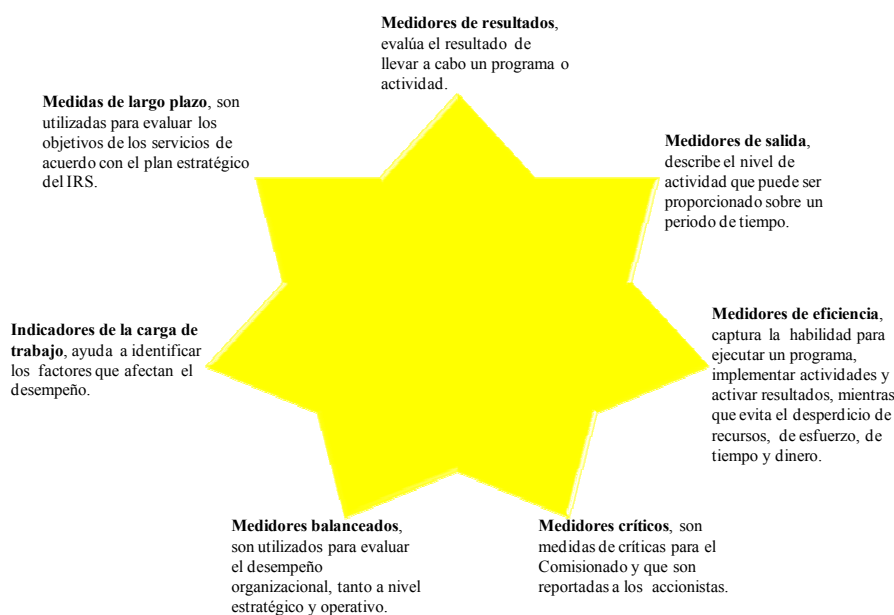 Medidores de resultados,
evalúa el resultado de
llevar a cabo un programa o
actividad.
Medidas de largo plazo, son
utilizadas para evaluar los
objetivos de los servicios de
acuerdo con el plan estratégico
del IRS.
Medidores de salida,
describe el nivel de
actividad que puede ser
proporcionado sobre un
periodo de tiempo.
Indicadores de la carga de
trabajo, ayuda a identificar
los factores que afectan el
desempeño.
Medidores de eficiencia,
captura la habilidad para
ejecutar un programa,
implementar actividades y
activar resultados, mientras
que evita el desperdicio de
recursos, de esfuerzo, de
tiempo y dinero.
Medidores balanceados,
son utilizados para evaluar
el desempeño
organizacional, tanto a nivel
estratégico y operativo.
Medidores críticos, son
medidas de críticas para el
Comisionado y que son
reportadas a los accionistas.